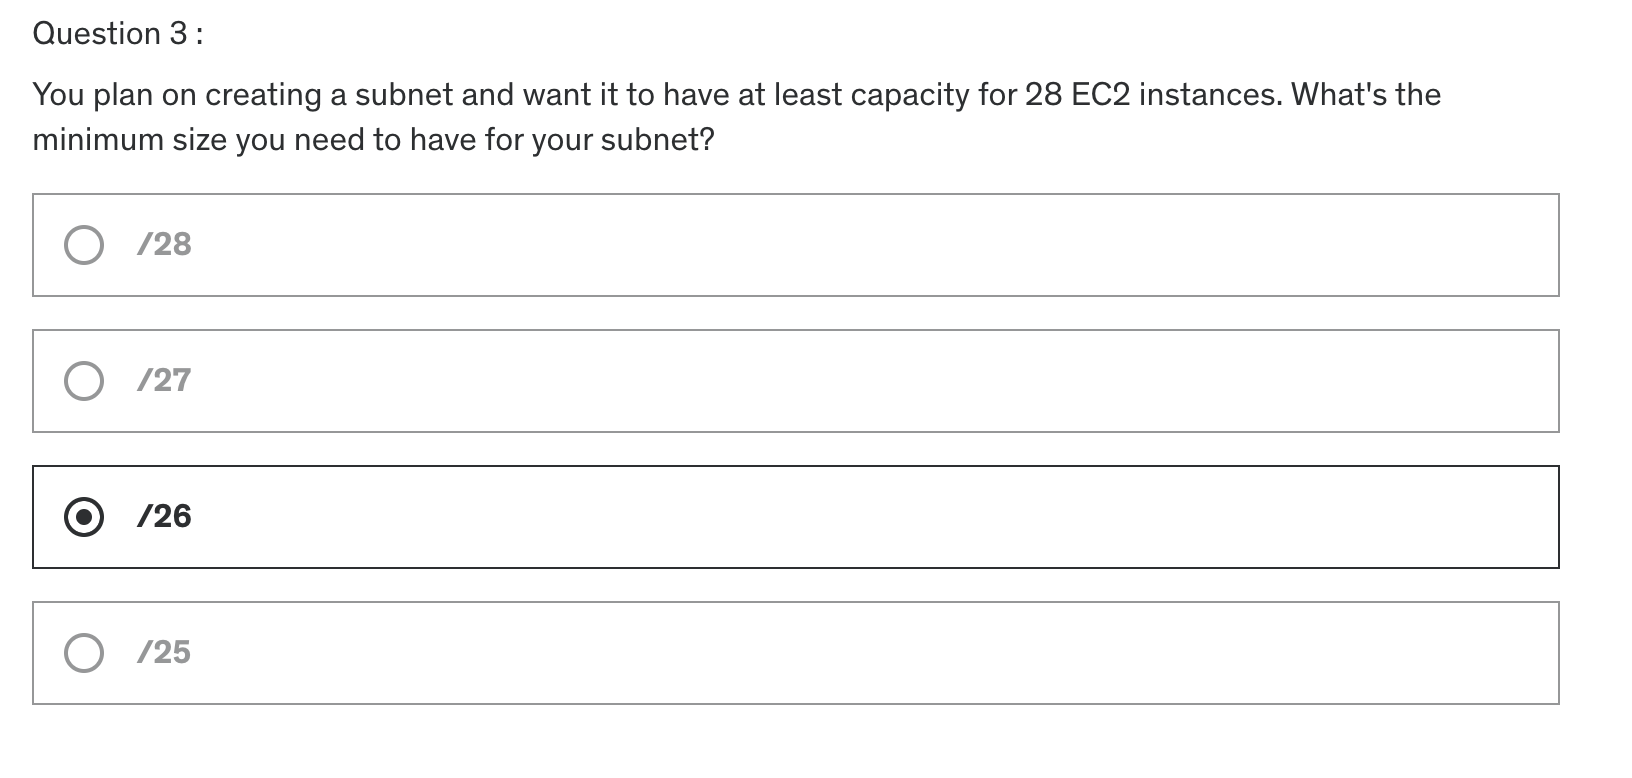 Question 3 :
You plan on creating a subnet and want it to have at least capacity for 28 EC2 instances. What's the
minimum size you need to have for your subnet?
/28
/27
/26
/25